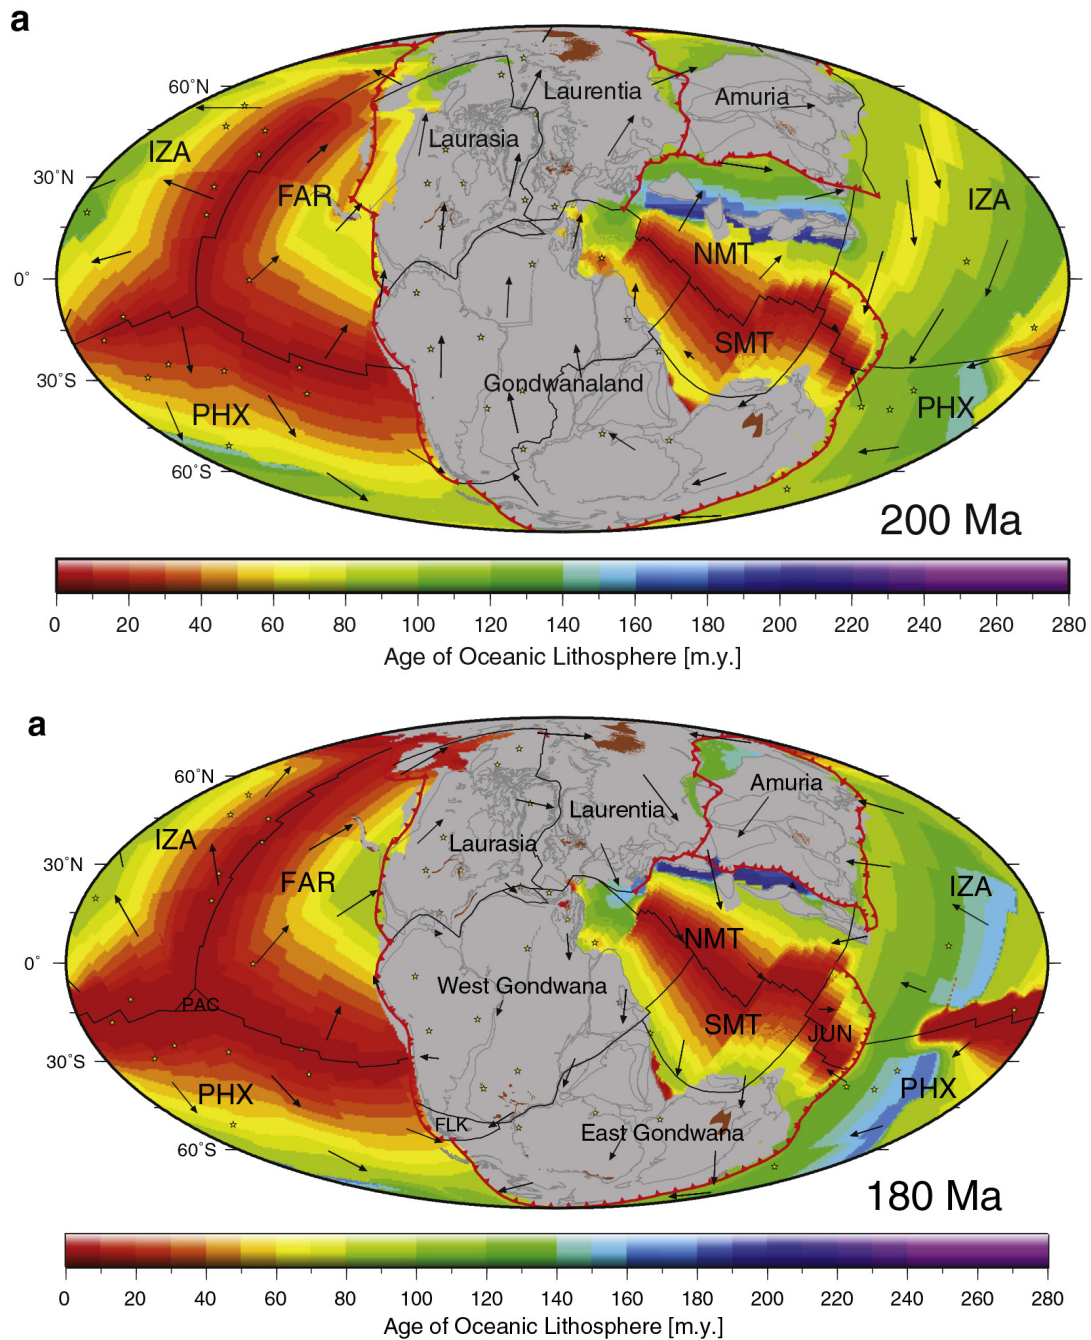 a
60˚N
Laurentia
Amuria
Laurasia
IZA
30˚N
FAR
IZA
NMT
0˚
SMT
Gondwanaland
30˚S
PHX
PHX
60˚S
200 Ma
0 20 40 60 80 100 120 140 160 180 200 220 240 260 280
Age of Oceanic Lithosphere [m.y.]
a
60˚N
Amuria
Laurentia
IZA
Laurasia
30˚N
FAR
IZA
NMT
0˚
West Gondwana
PAC
SMT
JUN
30˚S
PHX
PHX
FLK
East Gondwana
60˚S
180 Ma
0 20 40 60 80 100 120 140 160 180 200 220 240 260 280
Age of Oceanic Lithosphere [m.y.]